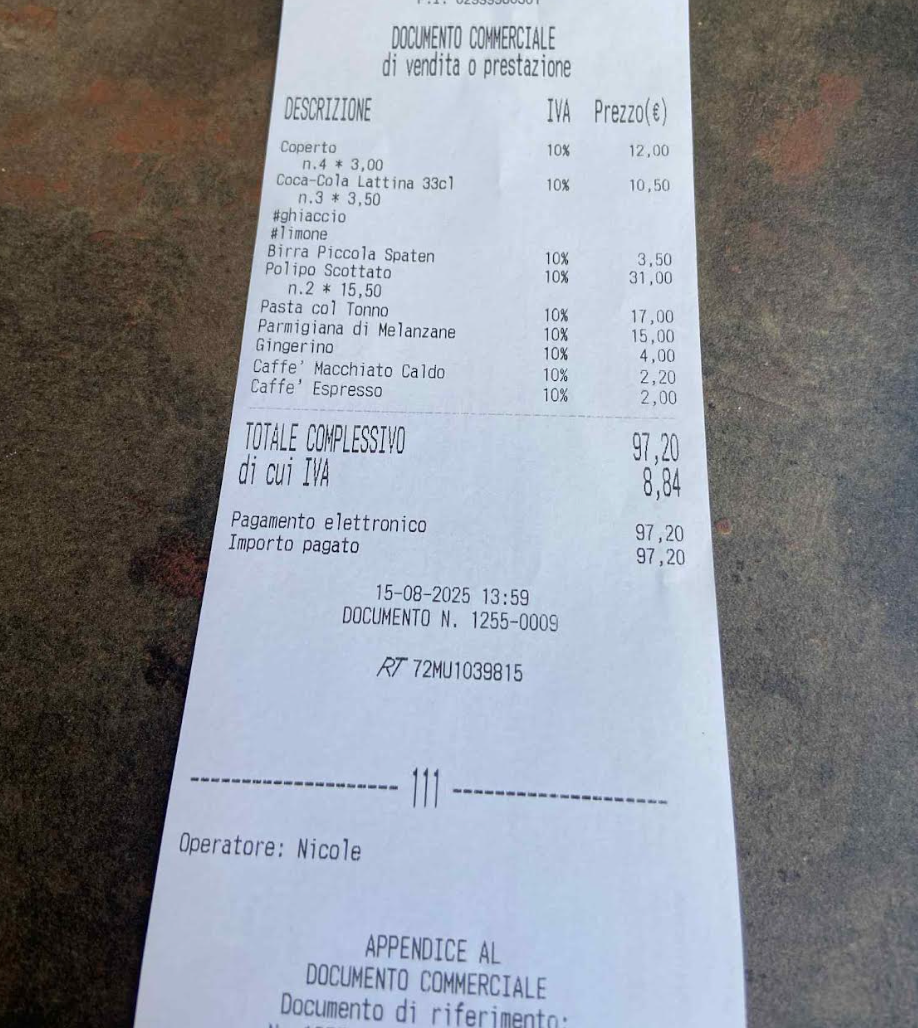 DOCUMENTO COMMERCIALE
di vendita o prestazione
DESCRIZIONE IVA Prezzo(€)
Coperto 10% 12,00
n.4 * 3,00
Coca-Cola Lattina 33cl 10% 10,50
n.3 * 3,50
#ghiaccio
#limone
Birra Piccola Spaten 10% 3,50
Polipo Scottato 10% 31,00
n.2 * 15,50
Pasta col Tonno 10% 17,00
Parmigiana di Melanzane 10% 15,00
Gingerino 10% 4,00
Caffe' Macchiato Caldo 10% 2,20
Caffe' Espresso 10% 2,00
TOTALE COMPLESSIVO 97,20
di cui IVA 8,84
Pagamento elettronico 97,20
Importo pagato 97,20
15-08-2025 13:59
DOCUMENTO N. 1255-0009
RT 72MU1039815
111
Operatore: Nicole
APPENDICE AL
DOCUMENTO COMMERCIALE
Documento di riferimento: